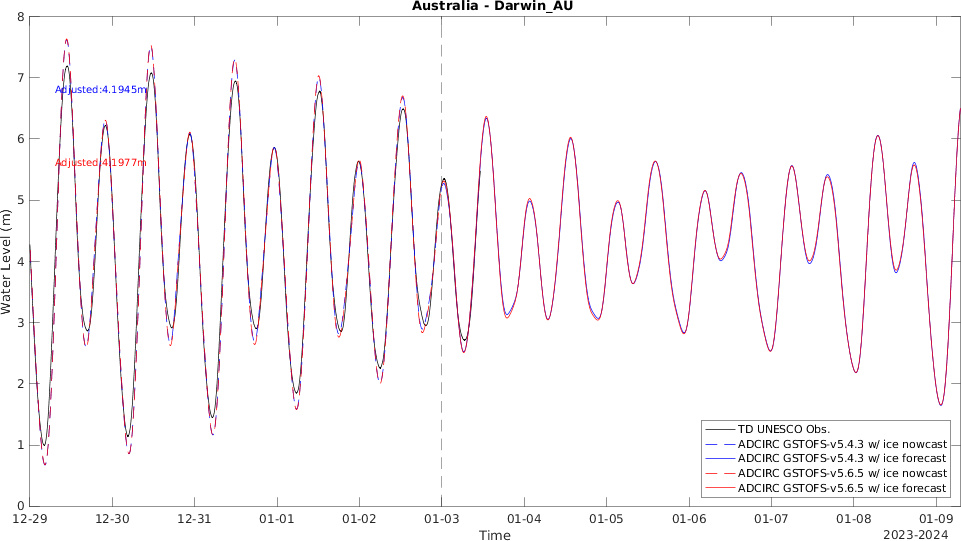 Australia - Darwin_AU
8
7
6
5
4
3
2
1
0
Water Level (m)
Adjusted:4.1945m
Adjusted:4.1977m
TD UNESCO Obs.
ADCIRC GSTOFS-v5.4.3 w/ ice nowcast
ADCIRC GSTOFS-v5.4.3 w/ ice forecast
ADCIRC GSTOFS-v5.6.5 w/ ice nowcast
ADCIRC GSTOFS-v5.6.5 w/ ice forecast
12-29 12-30 12-31 01-01 01-02 01-03 01-04 01-05 01-06 01-07 01-08 01-09
Time
2023-2024